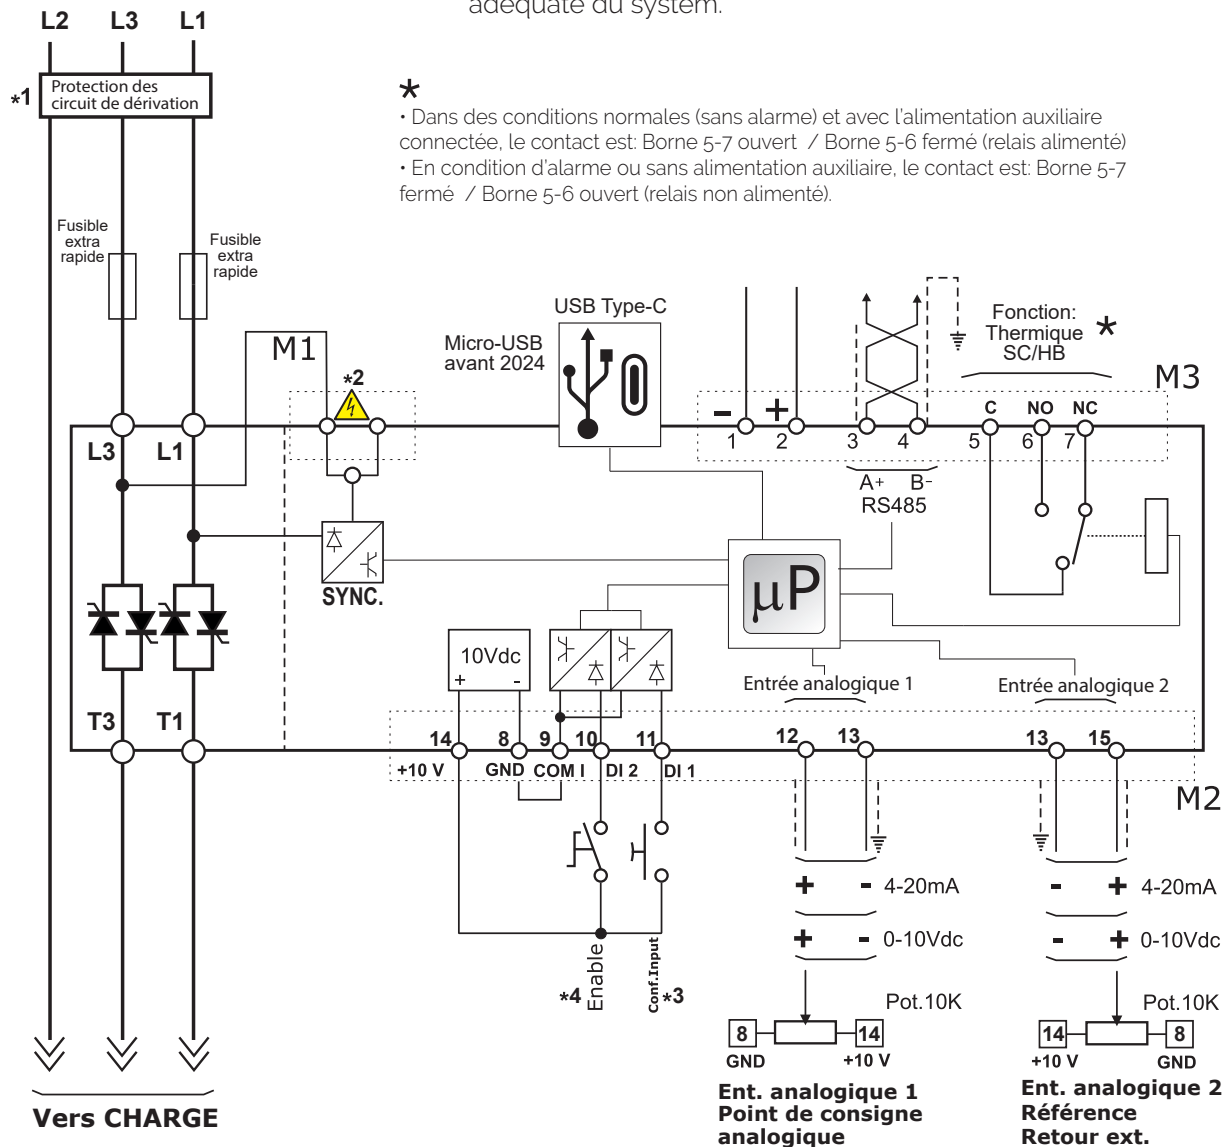 adéquate du system.
L2 L3 L1
*1
Protection des
circuit de dérivation
*
• Dans des conditions normales (sans alarme) et avec l'alimentation auxiliaire
connectée, le contact est: Borne 5-7 ouvert / Borne 5-6 fermé (relais alimenté)
• En condition d'alarme ou sans alimentation auxiliaire, le contact est: Borne 5-7
fermé / Borne 5-6 ouvert (relais non alimenté).
Fusible
extra
rapide
Fusible
extra
rapide
USB Type-C
Micro-USB
avant 2024
Fonction:
Thermique
SC/HB
*
M1
*2
M3
- +
C NO NC
1 2 3 4 5 6 7
L3 L1
A+ B-
RS485
SYNC.
µP
10Vdc
+ -
Entrée analogique 1
Entrée analogique 2
T3 T1
14 8 9 10 11 12 13 13 15
+10 V GND COM I DI 2 DI 1
M2
+ - 4-20mA
- + 4-20mA
+ - 0-10Vdc
- + 0-10Vdc
*4 Enable
Conf.Input *3
Pot.10K
Pot.10K
8 14
14 8
GND +10 V
+10 V GND
Vers CHARGE
Ent. analogique 1
Point de consigne
analogique
Ent. analogique 2
Référence
Retour ext.